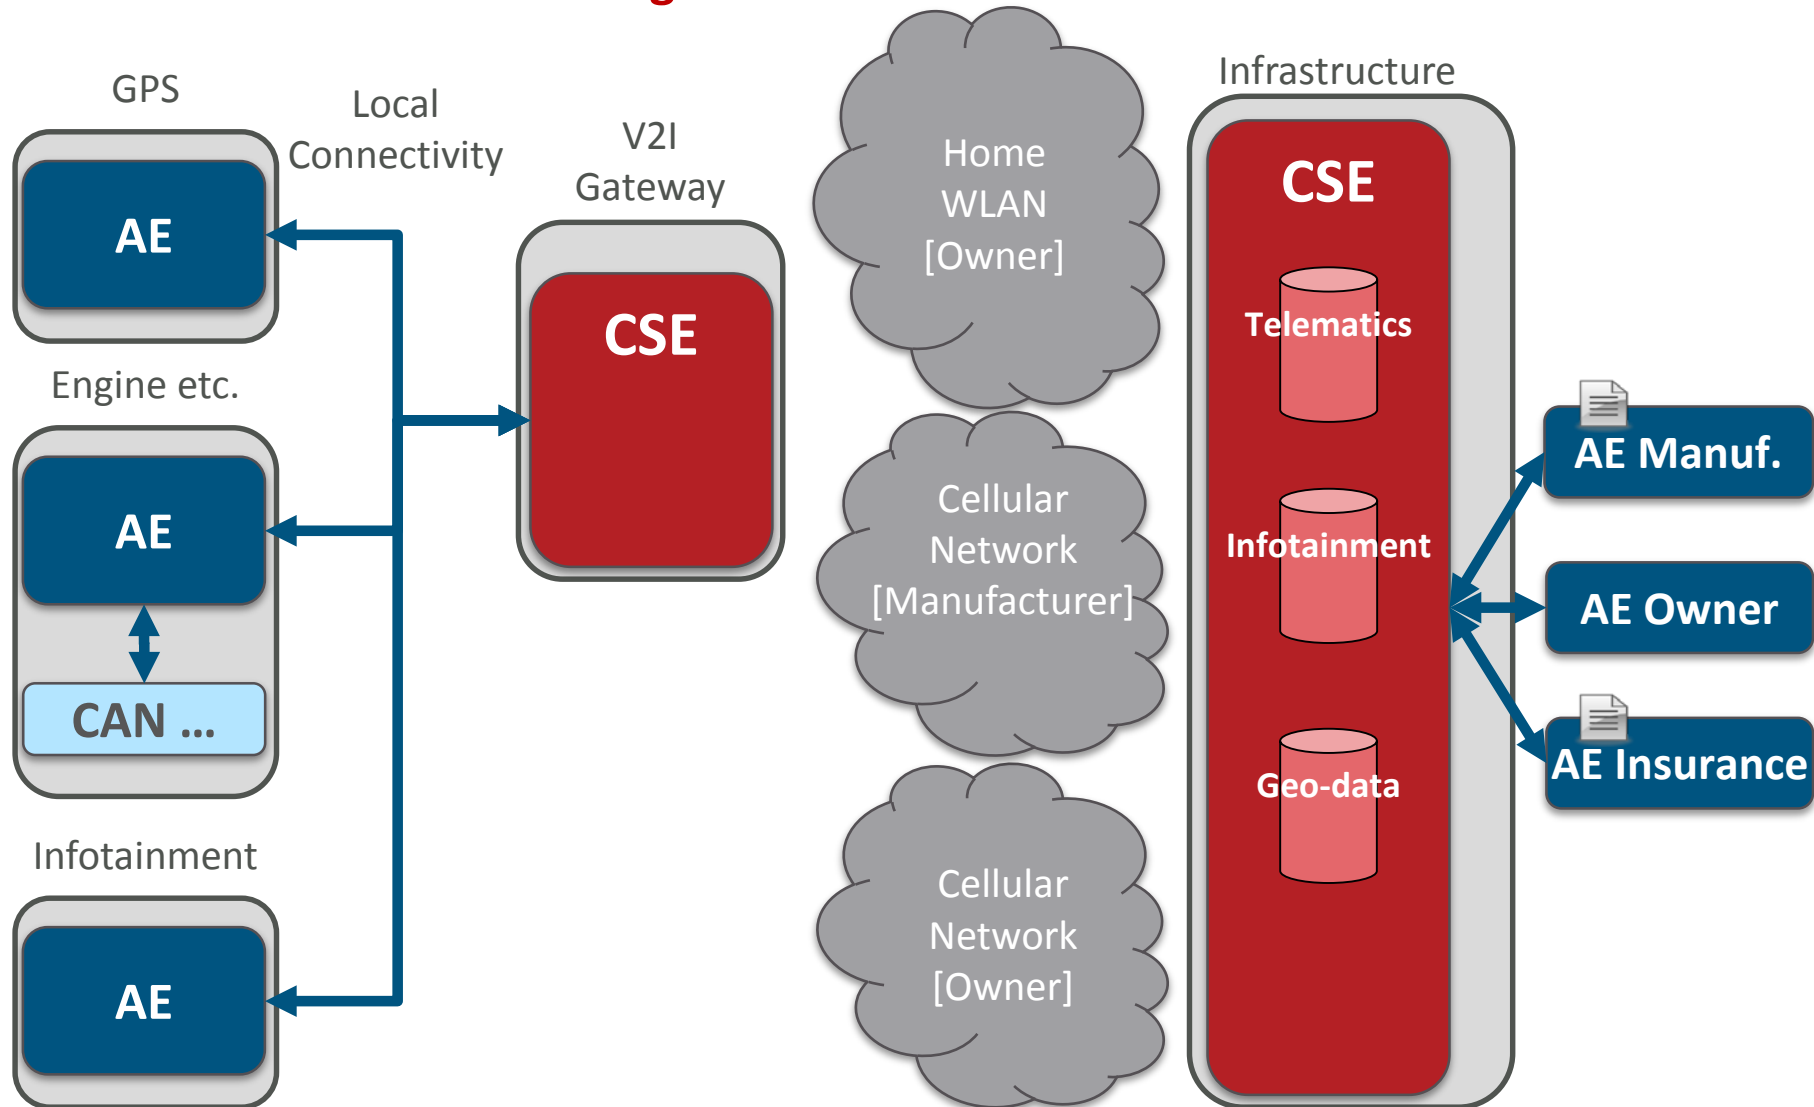 GPS
AE
Local
Connectivity
Engine etc.
AE
CAN ...
Infotainment
AE
V2I
Gateway
CSE
Home
WLAN
[Owner]
Cellular
Network
[Manufacturer]
Cellular
Network
[Owner]
Infrastructure
CSE
Telematics
Infotainment
Geo-data
AE Manuf.
AE Owner
AE Insurance